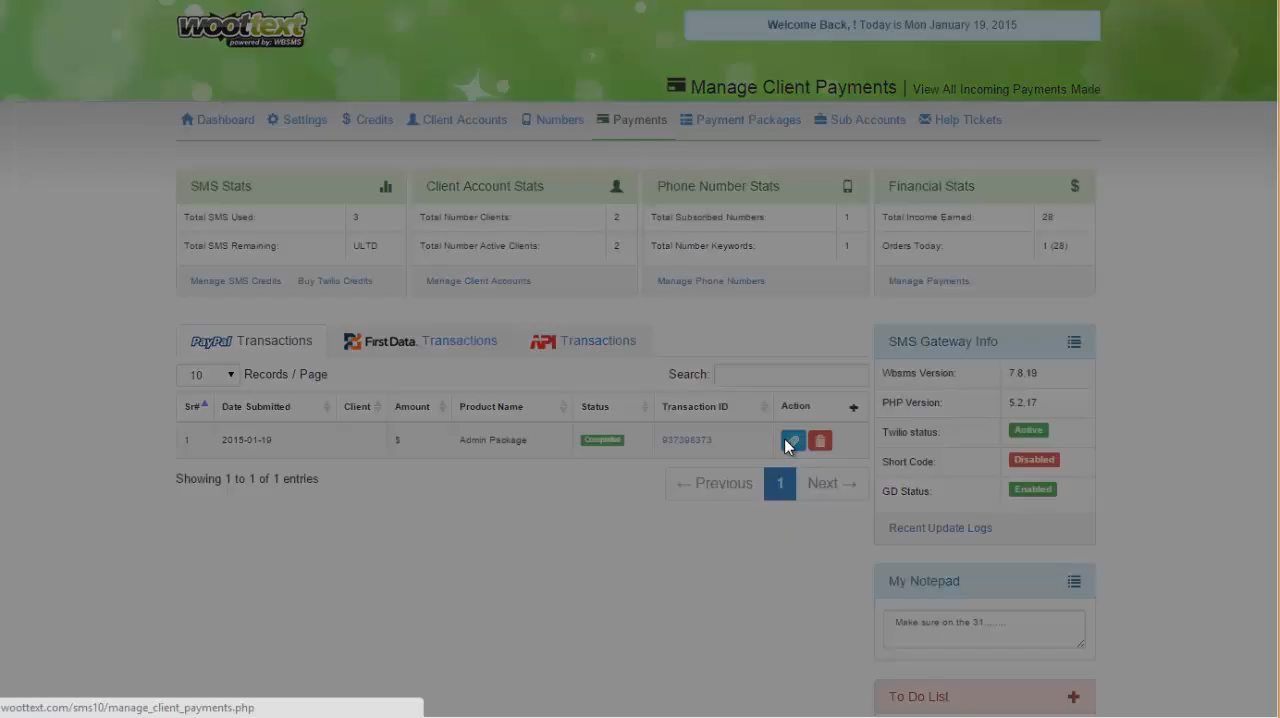 woottext
powered by: WBSMS
Welcome Back, ! Today is Mon January 19, 2015
Manage Client Payments | View All Incoming Payments Made
Dashboard Settings $ Credits Client Accounts Numbers Payments Payment Packages Sub Accounts Help TIckets
SMS Stats
Total SMS Used: 3
Total SMS Remaining: ULTD
Manage SMS Credits Buy Twilio Credits
Client Account Stats
Total Number Clients: 2
Total Number Active Clients: 2
Manage Client Accounts
Phone Number Stats
Total Subscribed Numbers: 1
Total Number Keywords: 1
Manage Phone Numbers
Financial Stats $
Total Income Earned: 28
Orders Today: 1 (28)
Manage Payments
PayPal Transactions First Data. Transactions API Transactions
10 Records / Page Search:
Sr# Date Submitted Client Amount Product Name Status Transaction ID Action +
1 2015-01-19 $ Admin Package Completed 937398373
Showing 1 to 1 of 1 entries
← Previous 1 Next →
SMS Gateway Info
Wbsms Version: 7.8.19
PHP Version: 5.2.17
Twilio status: Active
Short Code: Disabled
GD Status: Enabled
Recent Update Logs
My Notepad
Make sure on the 31.......
To Do List +
woottext.com/sms10/manage_client_payments.php